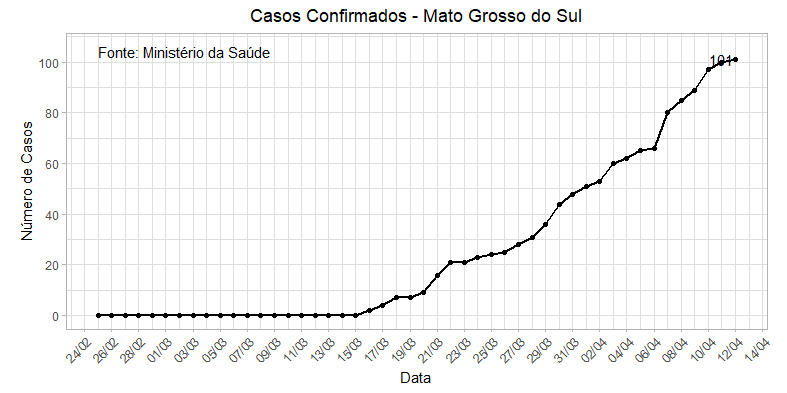 Casos Confirmados - Mato Grosso do Sul
Fonte: Ministério da Saúde
101
100
80
60
40
20
0
Número de Casos
24/02 26/02 28/02 01/03 03/03 05/03 07/03 09/03 11/03 13/03 15/03 17/03 19/03 21/03 23/03 25/03 27/03 29/03 31/03 02/04 04/04 06/04 08/04 10/04 12/04 14/04
Data